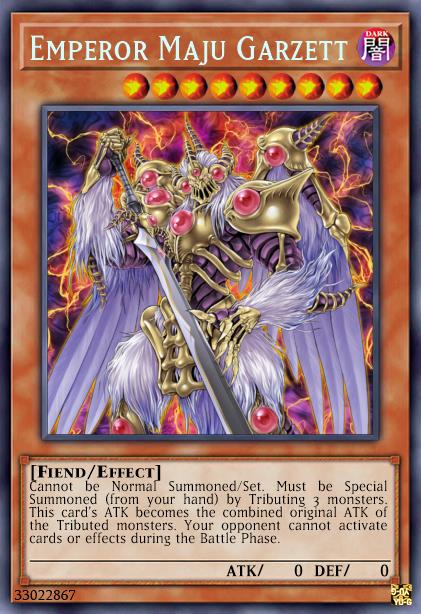 EMPEROR MAJU GARZETT
DARK
闇
[FIEND/EFFECT]
Cannot be Normal Summoned/Set. Must be Special
Summoned (from your hand) by Tributing 3 monsters.
This card's ATK becomes the combined original ATK of
the Tributed monsters. Your opponent cannot activate
cards or effects during the Battle Phase.
ATK/ 0 DEF/ 0
33022867